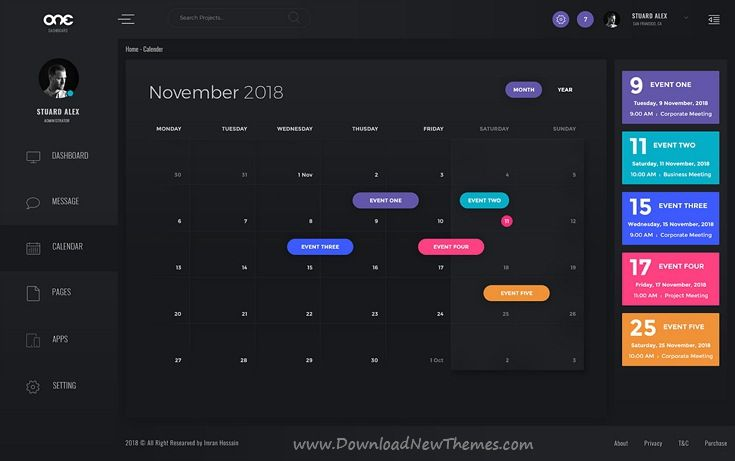 one
DASHBOARD
Search Projects...
7
STUARD ALEX
SAN FRANCISCO, CA
STUARD ALEX
ADMINISTRATOR
DASHBOARD
MESSAGE
CALENDAR
PAGES
APPS
SETTING
Home - Calender
November 2018
MONTH
YEAR
MONDAY TUESDAY WEDNESDAY THUSDAY FRIDAY SATURDAY SUNDAY
30 31 1 Nov 2 3 4 5
EVENT ONE EVENT TWO
6 7 8 9 10 11 12
EVENT THREE EVENT FOUR
13 14 15 16 17 18 19
EVENT FIVE
20 21 22 23 24 25 26
27 28 29 30 1 Oct 2 3
9 EVENT ONE
Tuesday, 9 November, 2018
9:00 AM : Corporate Meeting
11 EVENT TWO
Saturday, 11 November, 2018
10:00 AM : Business Meeting
15 EVENT THREE
Wednesday, 15 November, 2018
9:00 AM : Corporate Meeting
17 EVENT FOUR
Friday, 17 November, 2018
11:00 AM : Project Meeting
25 EVENT FIVE
Saturday, 25 November, 2018
10:00 AM : Corporate Meeting
2018 © All Right Researved by Imran Hossain
www.DownloadNewThemes.com
About Privacy T&C Purchase